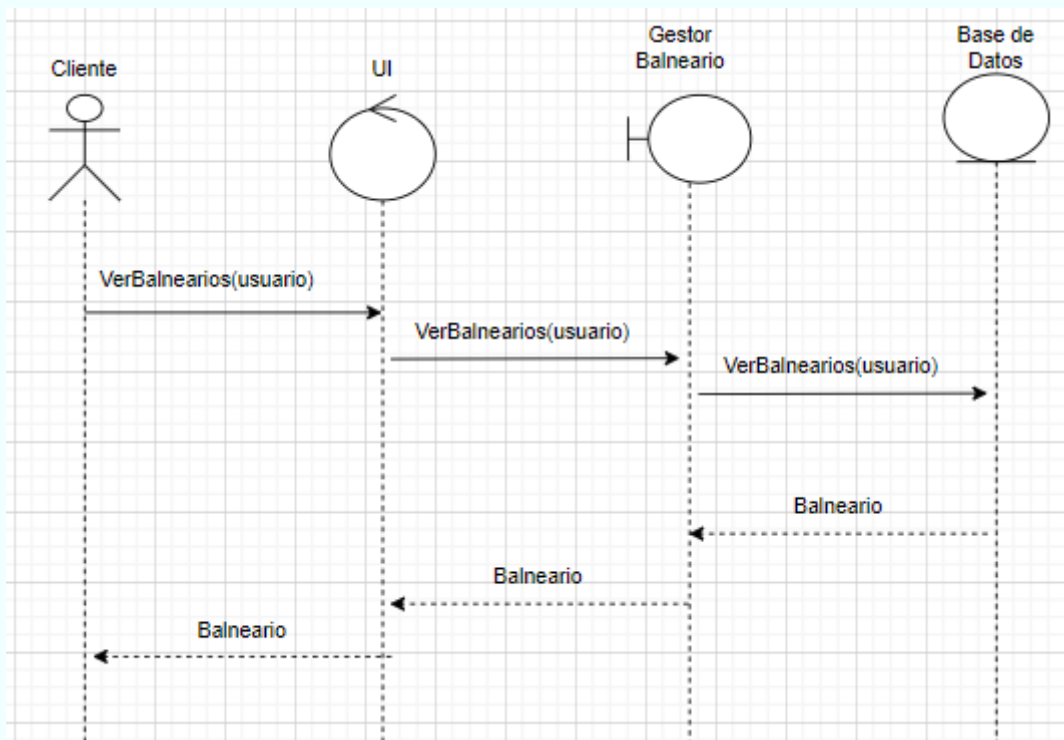 Cliente
UI
Gestor
Balneario
Base de
Datos
VerBalnearios(usuario)
VerBalnearios(usuario)
VerBalnearios(usuario)
Balneario
Balneario
Balneario